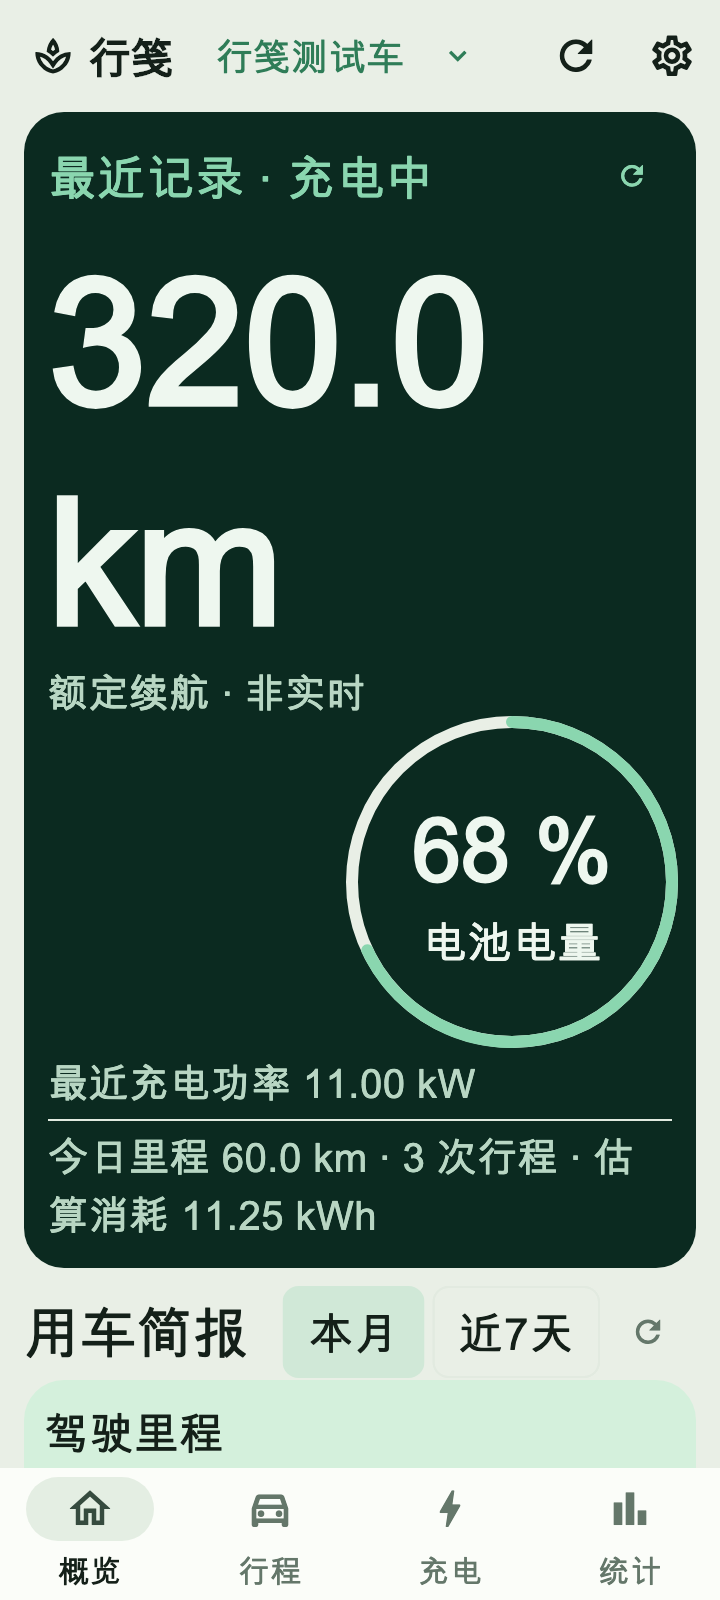 行笺 行笺测试车
最近记录 · 充电中
320.0
km
额定续航 · 非实时
68 %
电池电量
最近充电功率 11.00 kW
今日里程 60.0 km · 3 次行程 · 估
算消耗 11.25 kWh
用车简报 本月 近7天
驾驶里程
概览 行程 充电 统计